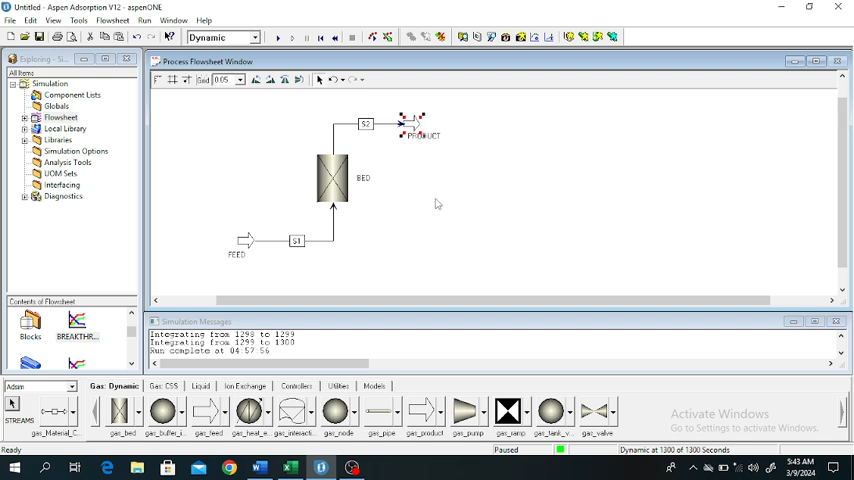 Untitled - Aspen Adsorption V12 - aspenONE
File Edit View Tools Flowsheet Run Window Help
Dynamic
Exploring - Si...
All Items
Simulation
Component Lists
Globals
Flowsheet
Local Library
Libraries
Simulation Options
Analysis Tools
UOM Sets
Interfacing
Diagnostics
Contents of Flowsheet
Blocks
BREAKTHR...
Process Flowsheet Window
Grid 0.05
S2
PRODUCT
BED
S1
FEED
Simulation Messages
Integrating from 1298 to 1299
Integrating from 1299 to 1300
Run complete at 04:57:56
Adsim
Gas: Dynamic Gas: CSS Liquid Ion Exchange Controllers Utilities Models
STREAMS
gas_Material_C... gas_bed gas_buffer_i... gas_feed gas_heat_e... gas_interacti... gas_node gas_pipe gas_product gas_pump gas_ramp gas_tank_v... gas_valve
Activate Windows
Go to Settings to activate Windows.
Ready
Paused
Dynamic at 1300 of 1300 Seconds
5:43 AM
3/9/2024